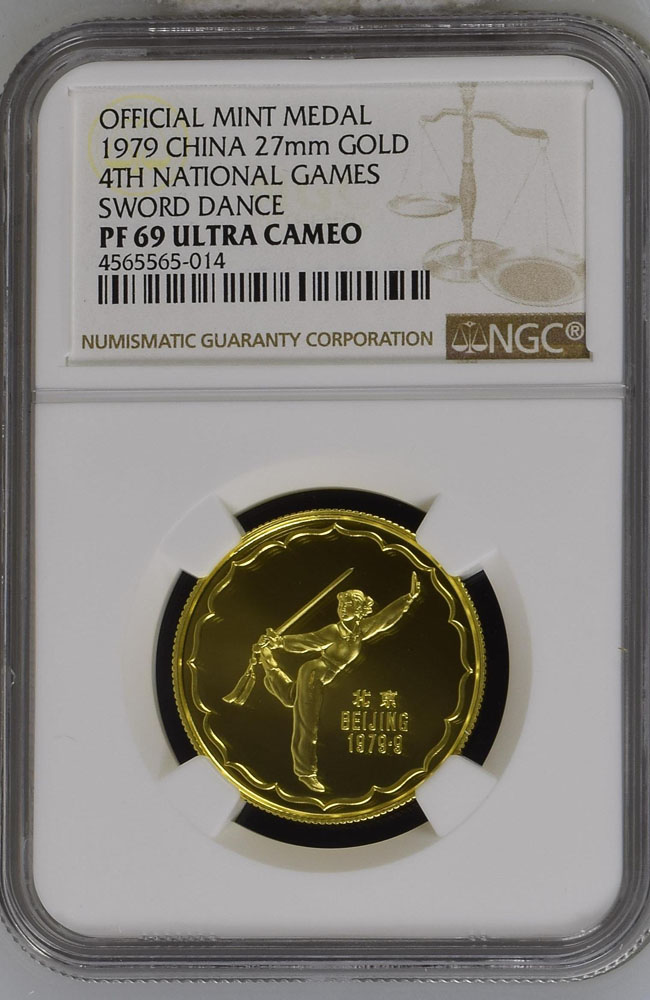 OFFICIAL MINT MEDAL
1979 CHINA 27mm GOLD
4TH NATIONAL GAMES
SWORD DANCE
PF 69 ULTRA CAMEO
4565565-014
NUMISMATIC GUARANTY CORPORATION NGC®
北京
BEIJING
1979·9